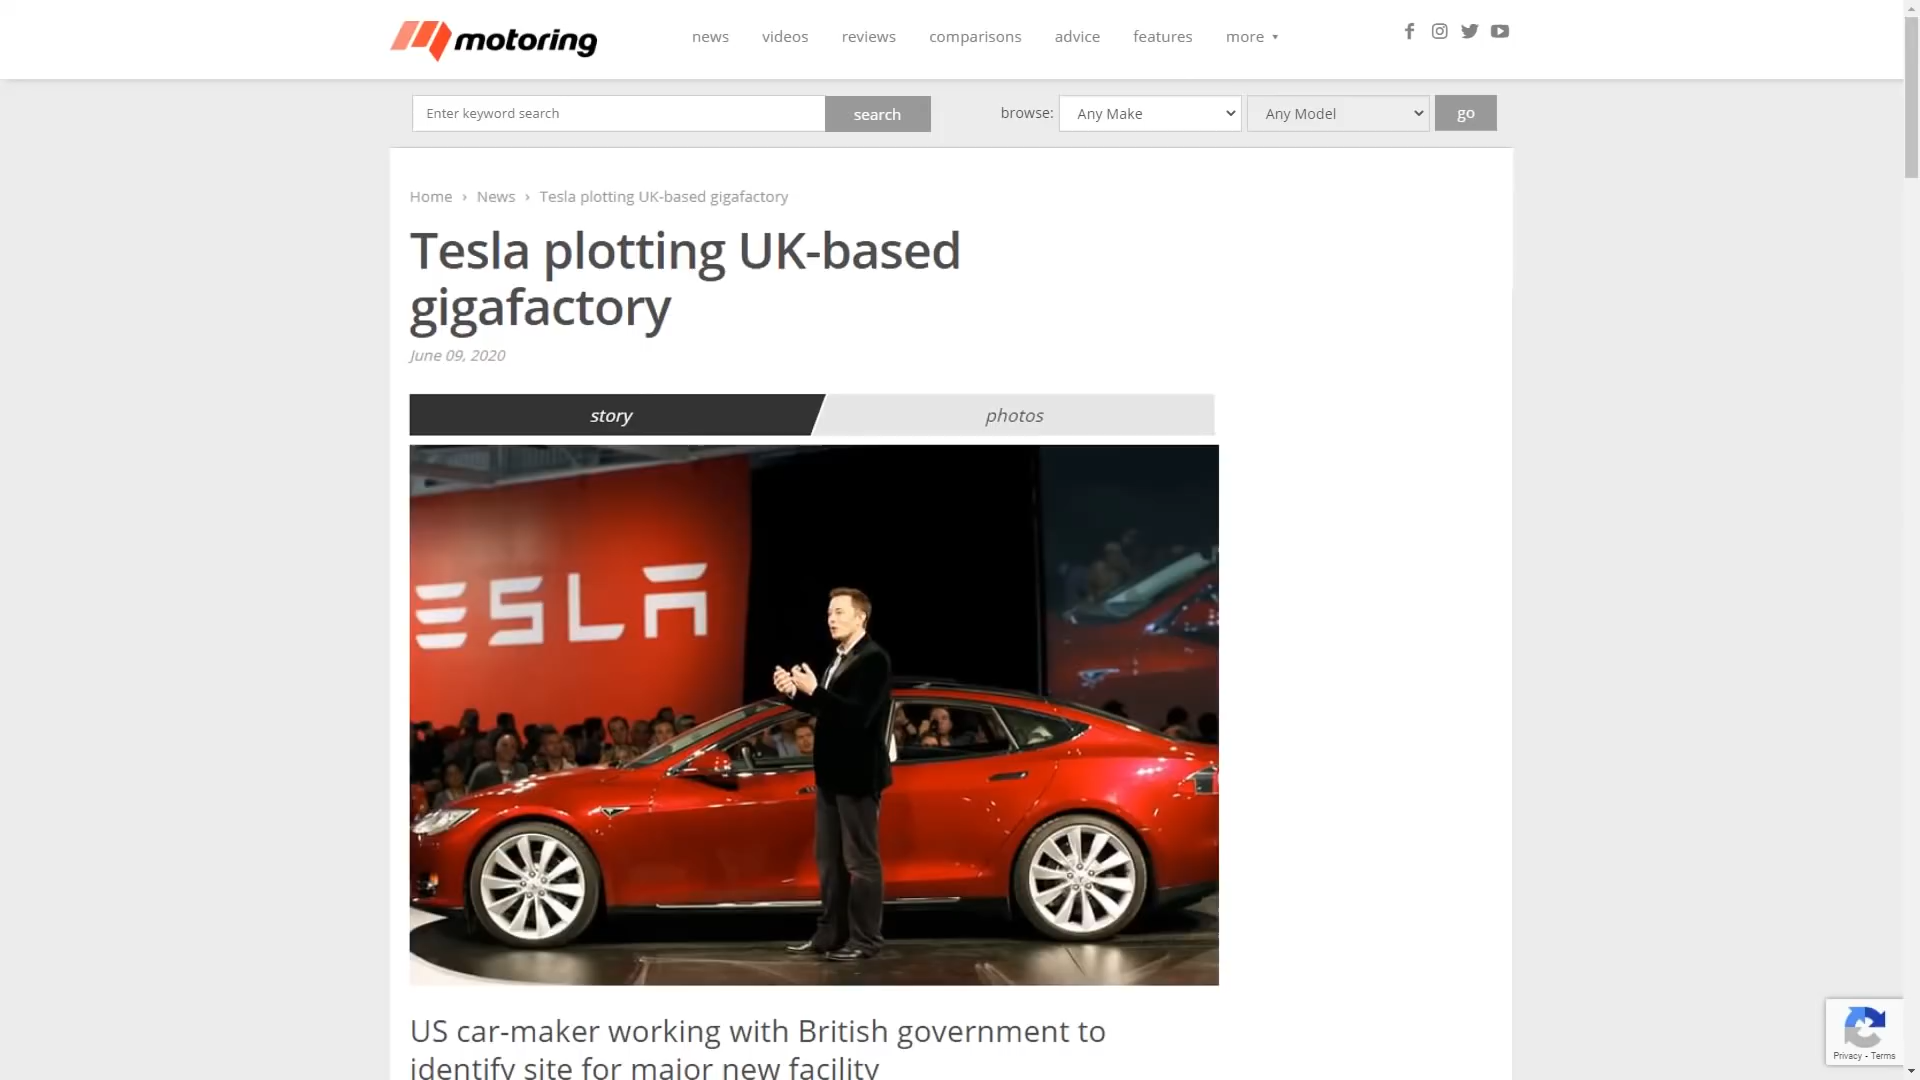 motoring
news videos reviews comparisons advice features more
Enter keyword search search browse: Any Make Any Model go
Home › News › Tesla plotting UK-based gigafactory
Tesla plotting UK-based
gigafactory
June 09, 2020
story photos
ESLA
US car-maker working with British government to
identify site for major new facility
Privacy - Terms